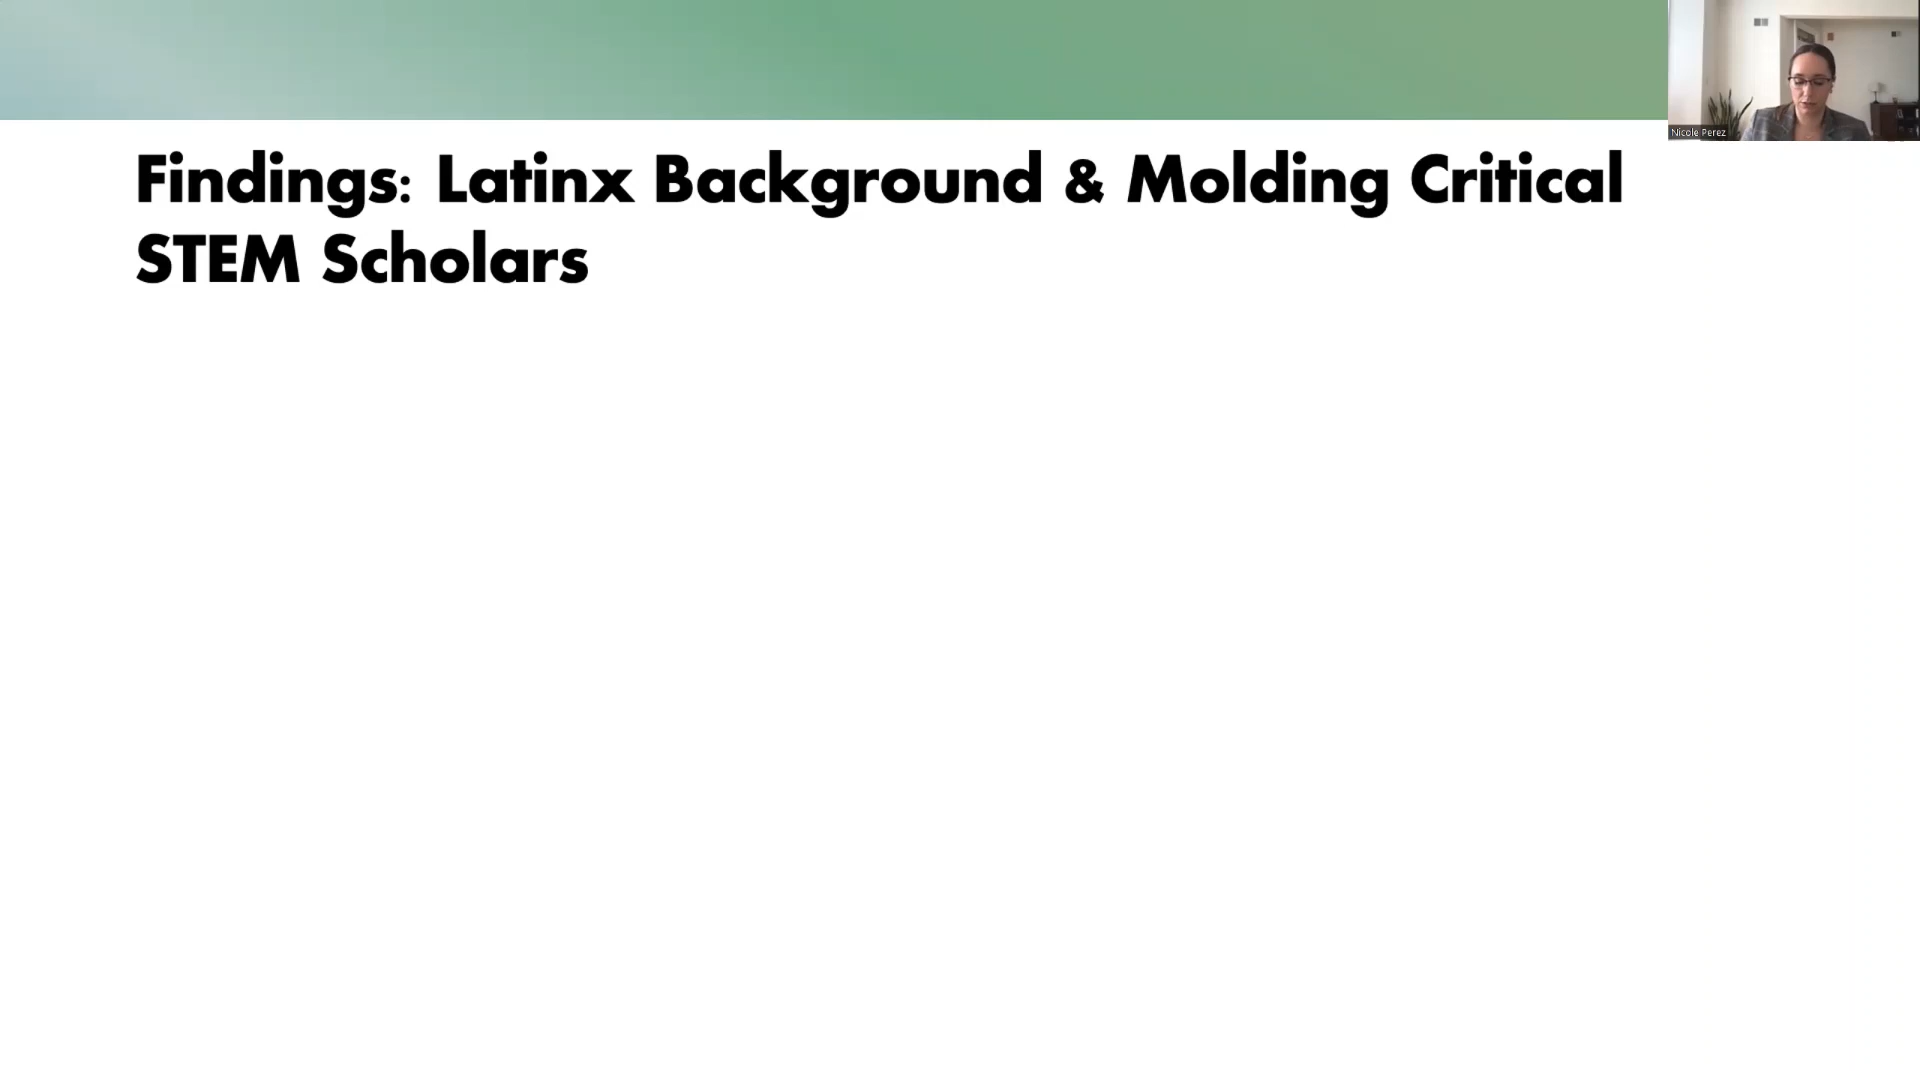 Nicole Perez
Findings: Latinx Background & Molding Critical
STEM Scholars